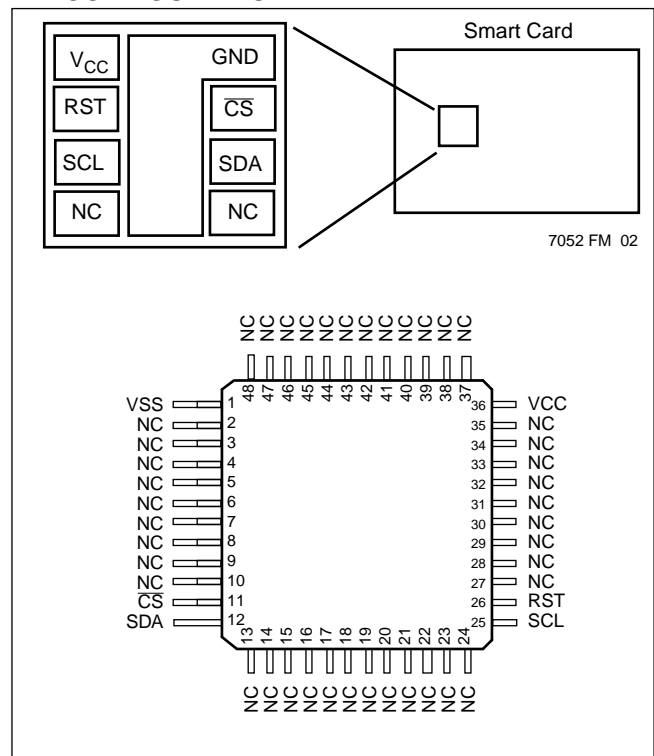 Smart Card
VCC GND
RST C̅S̅
SCL SDA
NC NC
7052 FM 02
NC NC NC NC NC NC NC NC NC NC NC NC
48 47 46 45 44 43 42 41 40 39 38 37
VSS 1 36 VCC
NC 2 35 NC
NC 3 34 NC
NC 4 33 NC
NC 5 32 NC
NC 6 31 NC
NC 7 30 NC
NC 8 29 NC
NC 9 28 NC
NC 10 27 NC
C̅S̅ 11 26 RST
SDA 12 25 SCL
13 14 15 16 17 18 19 20 21 22 23 24
NC NC NC NC NC NC NC NC NC NC NC NC